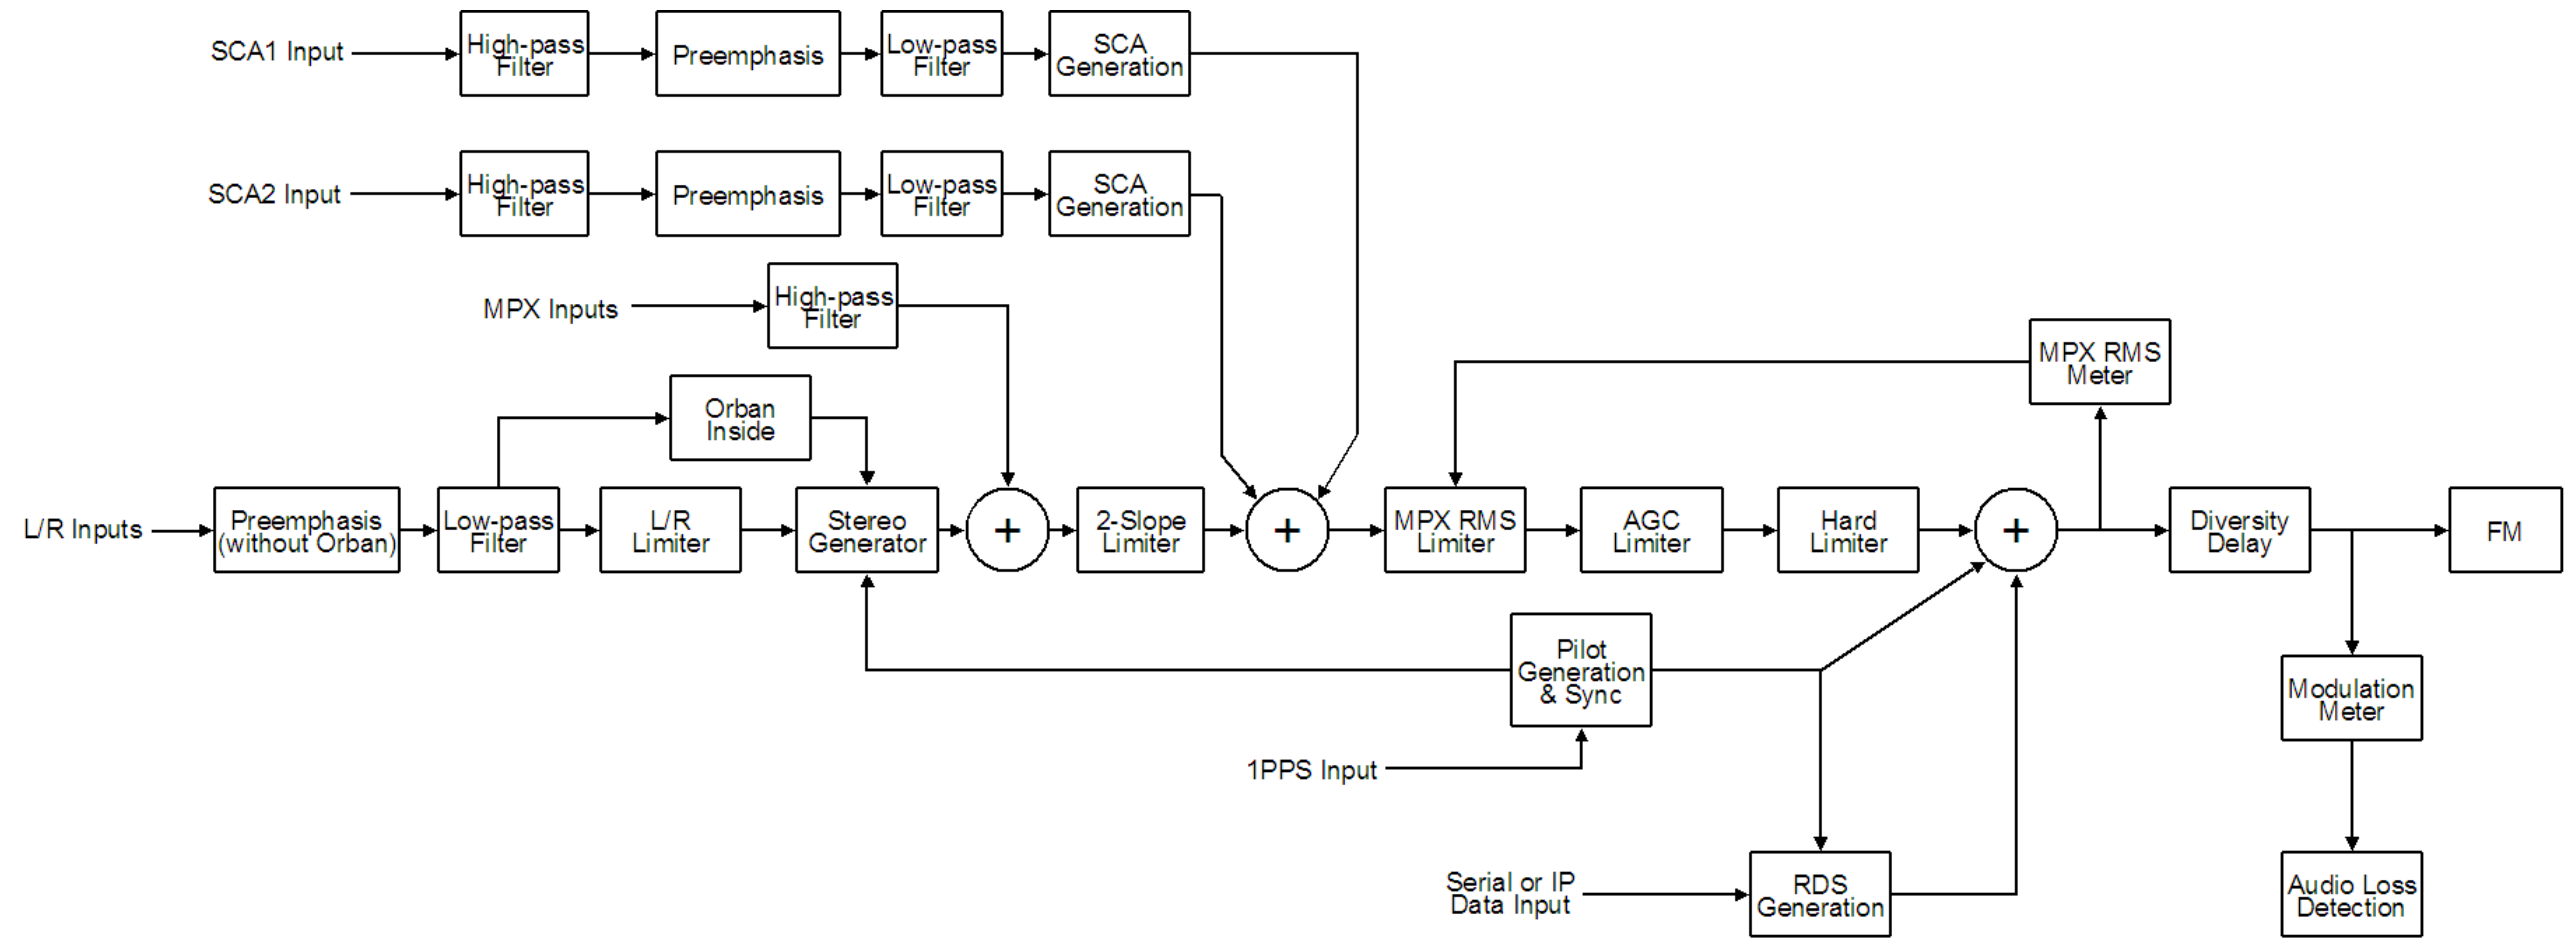 SCA1 Input
High-pass
Filter
Preemphasis
Low-pass
Filter
SCA
Generation
SCA2 Input
High-pass
Filter
Preemphasis
Low-pass
Filter
SCA
Generation
MPX Inputs
High-pass
Filter
MPX RMS
Meter
Orban
Inside
L/R Inputs
Preemphasis
(without Orban)
Low-pass
Filter
L/R
Limiter
Stereo
Generator
+
2-Slope
Limiter
+
MPX RMS
Limiter
AGC
Limiter
Hard
Limiter
+
Diversity
Delay
FM
Pilot
Generation
& Sync
Modulation
Meter
1PPS Input
Serial or IP
Data Input
RDS
Generation
Audio Loss
Detection